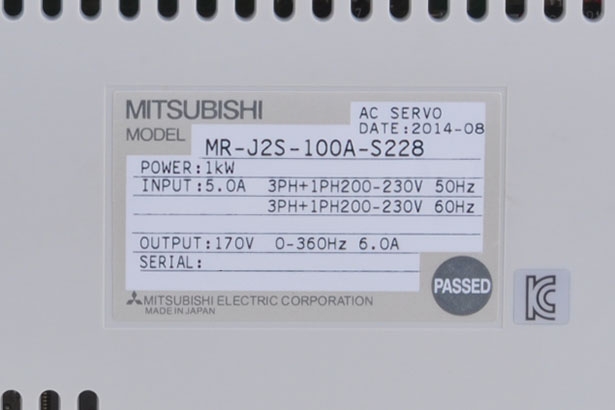 MITSUBISHI
AC SERVO
DATE:2014-08
MODEL MR-J2S-100A-S228
POWER:1kW
INPUT:5.0A 3PH+1PH200-230V 50Hz
3PH+1PH200-230V 60Hz
OUTPUT:170V 0-360Hz 6.0A
SERIAL:
PASSED
MITSUBISHI ELECTRIC CORPORATION
MADE IN JAPAN
KC